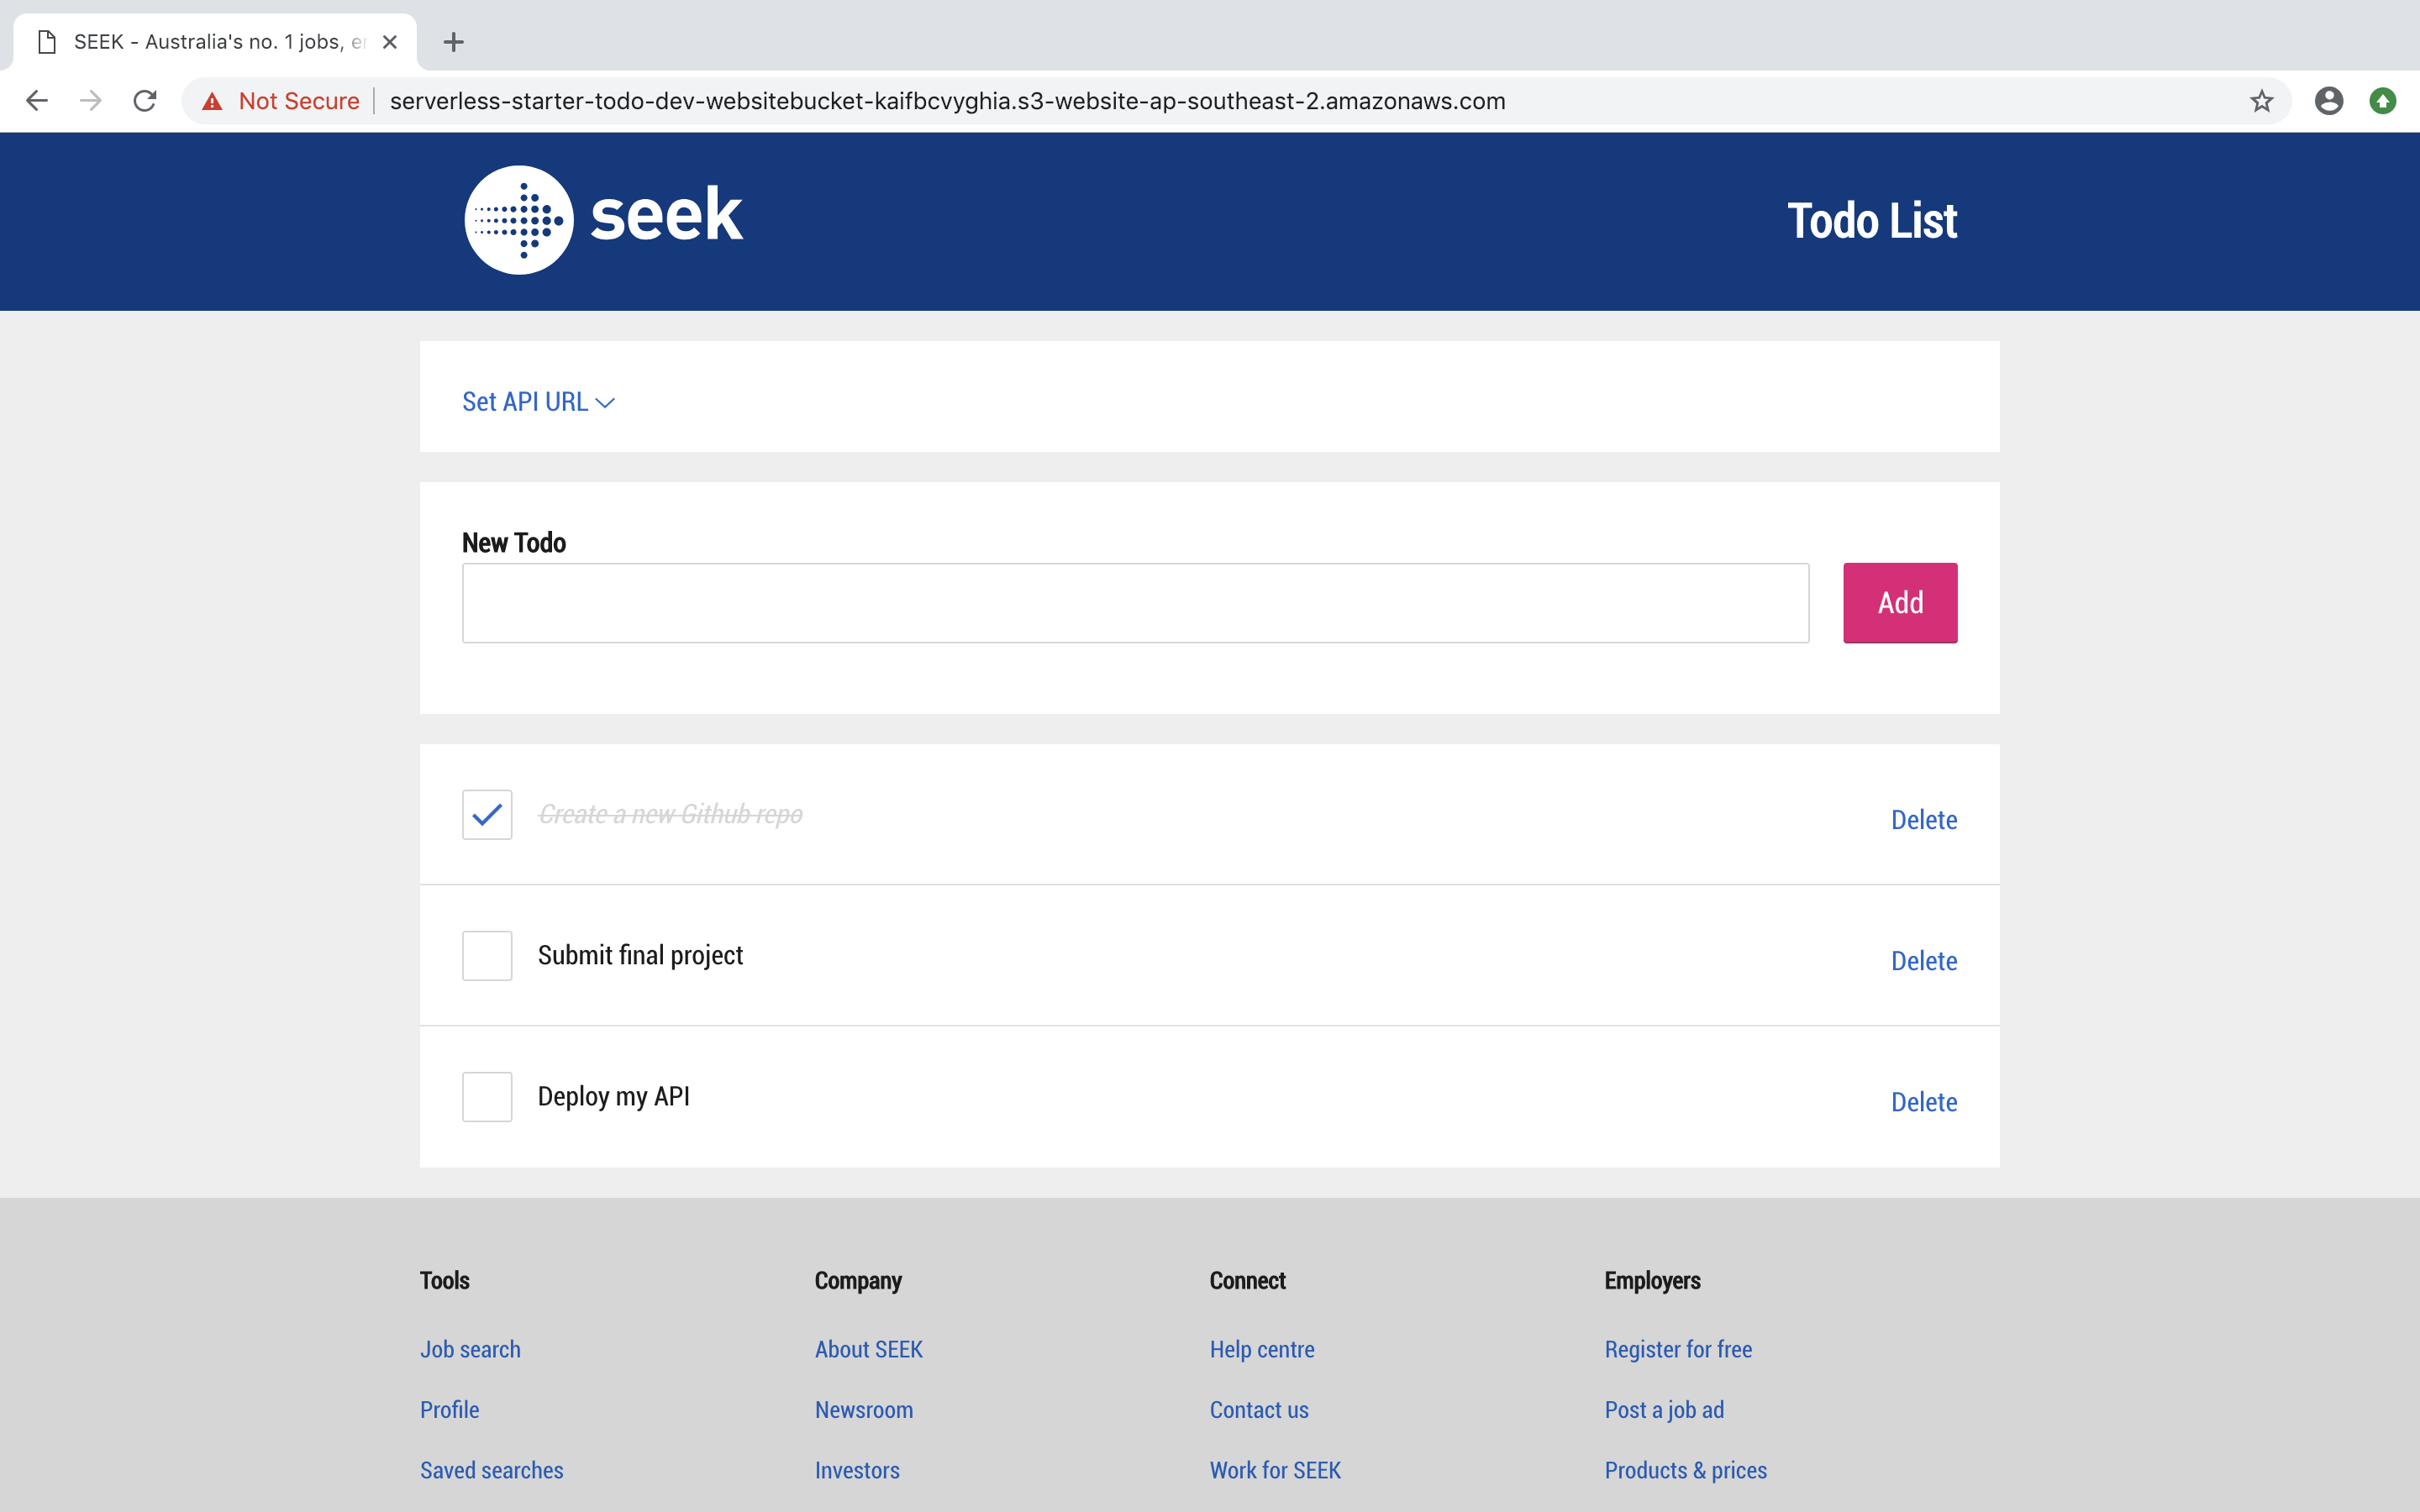 SEEK - Australia's no. 1 jobs,
Not Secure serverless-starter-todo-dev-websitebucket-kaifbcvyghia.s3-website-ap-southeast-2.amazonaws.com
seek
Todo List
Set API URL
New Todo
Add
Create a new Github repo
Delete
Submit final project
Delete
Deploy my API
Delete
Tools Company Connect Employers
Job search About SEEK Help centre Register for free
Profile Newsroom Contact us Post a job ad
Saved searches Investors Work for SEEK Products & prices